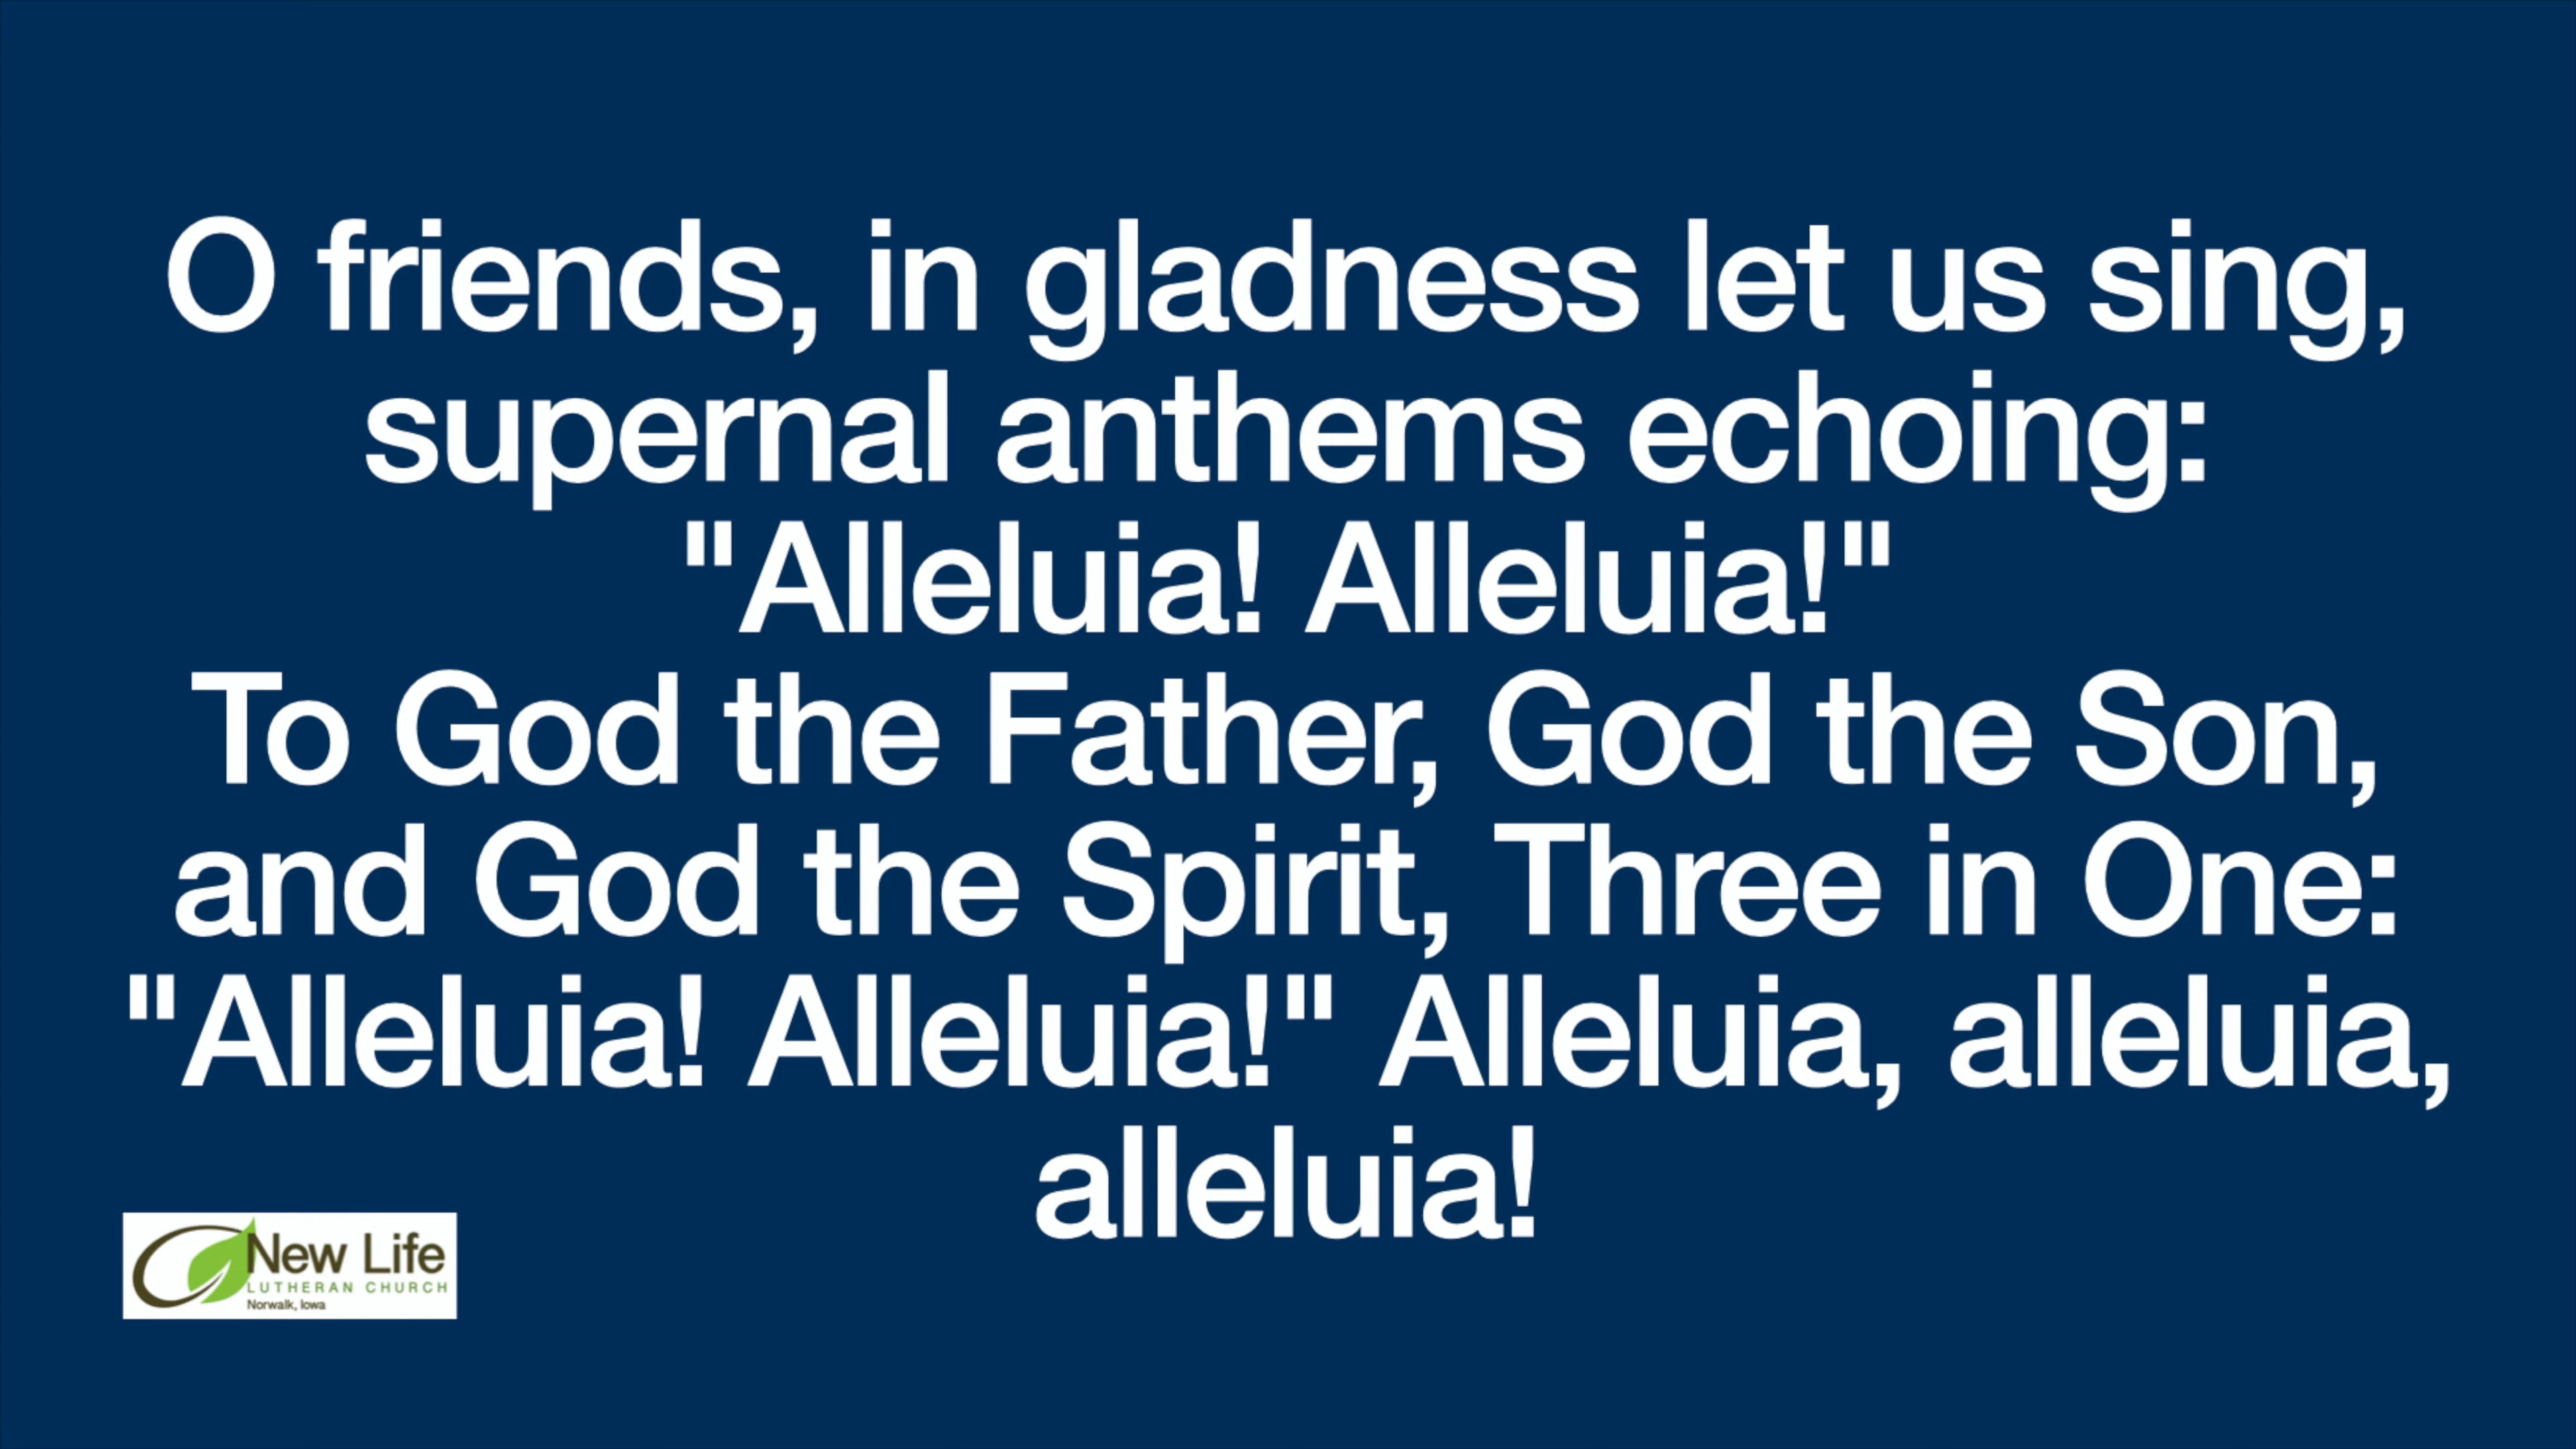 O friends, in gladness let us sing,
supernal anthems echoing:
"Alleluia! Alleluia!"
To God the Father, God the Son,
and God the Spirit, Three in One:
"Alleluia! Alleluia!" Alleluia, alleluia,
alleluia!
New Life
LUTHERAN CHURCH
Norwalk, Iowa